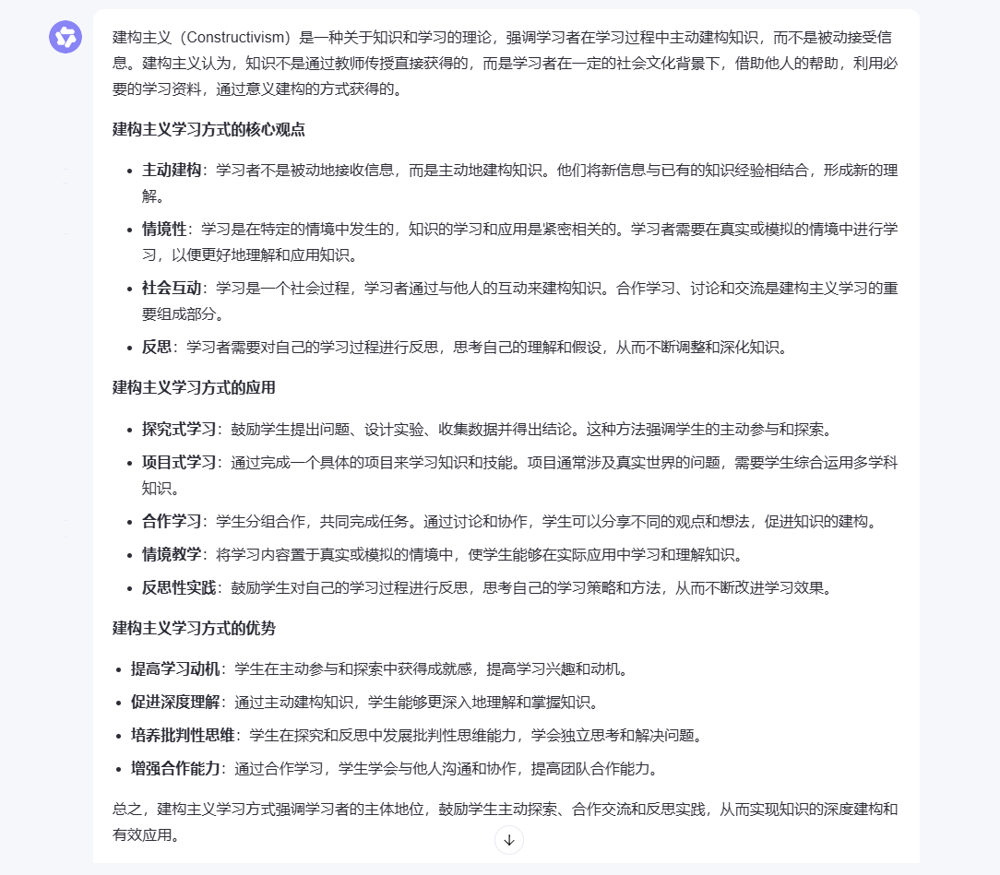 建构主义（Constructivism）是一种关于知识和学习的理论，强调学习者在学习过程中主动建构知识，而不是被动接受信
息。建构主义认为，知识不是通过教师传授直接获得的，而是学习者在一定的社会文化背景下，借助他人的帮助，利用必
要的学习资料，通过意义建构的方式获得的。
建构主义学习方式的核心观点
• 主动建构：学习者不是被动地接收信息，而是主动地建构知识。他们将新信息与已有的知识经验相结合，形成新的理
解。
• 情境性：学习是在特定的情境中发生的，知识的学习和应用是紧密相关的。学习者需要在真实或模拟的情境中进行学
习，以便更好地理解和应用知识。
• 社会互动：学习是一个社会过程，学习者通过与他人的互动来建构知识。合作学习、讨论和交流是建构主义学习的重
要组成部分。
• 反思：学习者需要对自己的学习过程进行反思，思考自己的理解和假设，从而不断调整和深化知识。
建构主义学习方式的应用
• 探究式学习：鼓励学生提出问题、设计实验、收集数据并得出结论。这种方法强调学生的主动参与和探索。
• 项目式学习：通过完成一个具体的项目来学习知识和技能。项目通常涉及真实世界的问题，需要学生综合运用多学科
知识。
• 合作学习：学生分组合作，共同完成任务。通过讨论和协作，学生可以分享不同的观点和想法，促进知识的建构。
• 情境教学：将学习内容置于真实或模拟的情境中，使学生能够在实际应用中学习和理解知识。
• 反思性实践：鼓励学生对自己的学习过程进行反思，思考自己的学习策略和方法，从而不断改进学习效果。
建构主义学习方式的优势
• 提高学习动机：学生在主动参与和探索中获得成就感，提高学习兴趣和动机。
• 促进深度理解：通过主动建构知识，学生能够更深入地理解和掌握知识。
• 培养批判性思维：学生在探究和反思中发展批判性思维能力，学会独立思考和解决问题。
• 增强合作能力：通过合作学习，学生学会与他人沟通和协作，提高团队合作能力。
总之，建构主义学习方式强调学习者的主体地位，鼓励学生主动探索、合作交流和反思实践，从而实现知识的深度建构和
有效应用。